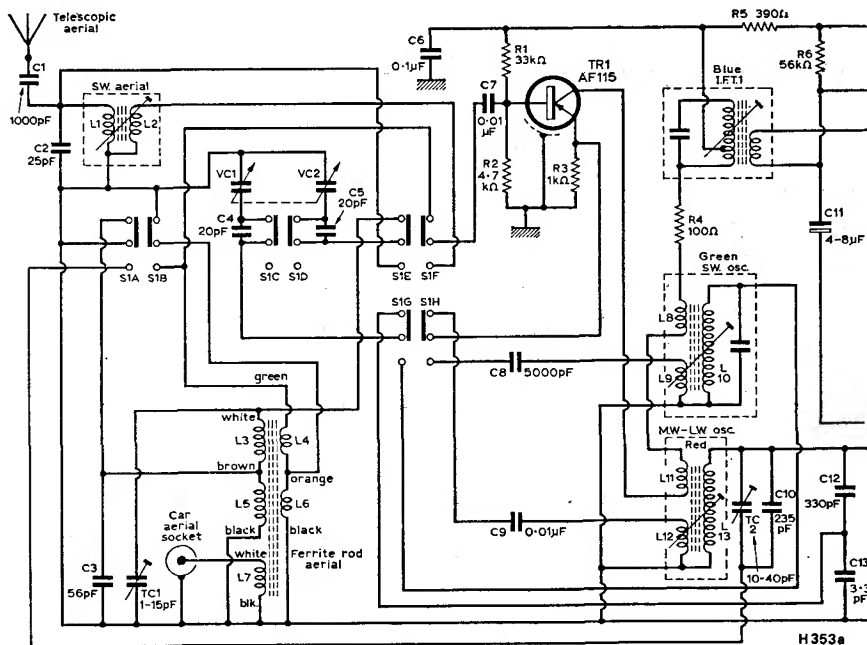 Telescopic
aerial
C1
1000pF
C2
25pF
SW. aerial
L1
L2
C6
0·1µF
R1
33kΩ
C7
0·01
µF
TR1
AF115
R2
4·7
kΩ
R3
1kΩ
R5 390Ω
R6
56kΩ
Blue
I.F.T.1
VC1
VC2
C4
20pF
C5
20pF
S1A
S1B
S1C
S1D
S1E
S1F
S1G
S1H
R4
100Ω
C11
4-8µF
Green
SW. osc.
L8
L9
L
10
C8
5000pF
green
white
L3
L4
brown
orange
L5
L6
black
black
Car
aerial
socket
white
Ferrite rod
aerial
L7
blk.
C3
56pF
TC1
1-15pF
C9
0·01µF
M.W-L.W osc.
Red
L11
L12
L
13
TC
2
C10
235
pF
10-40pF
C12
330pF
C13
3·3
pF
H353a